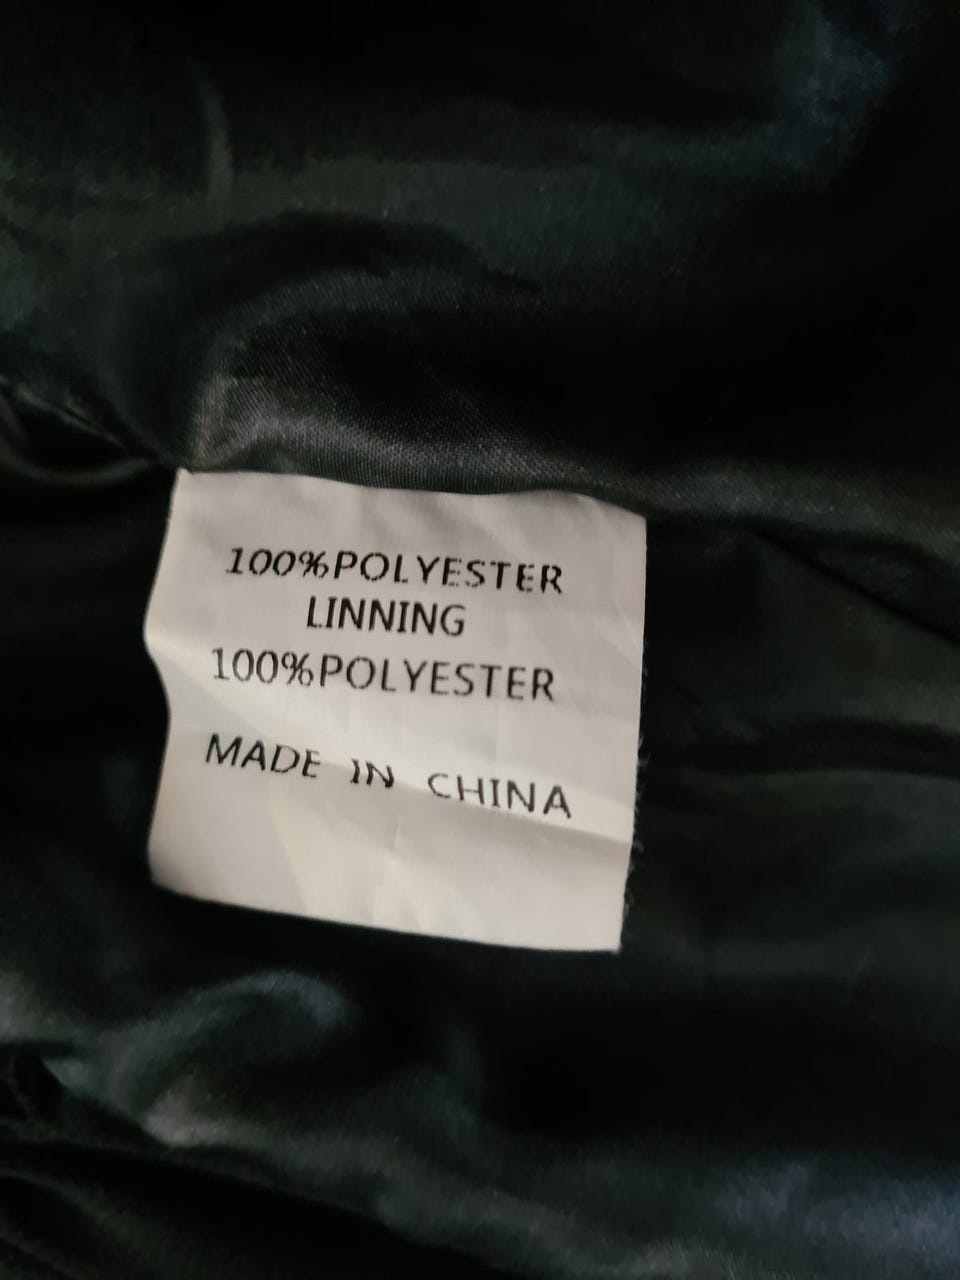 100%POLYESTER
LINNING
100%POLYESTER
MADE IN CHINA